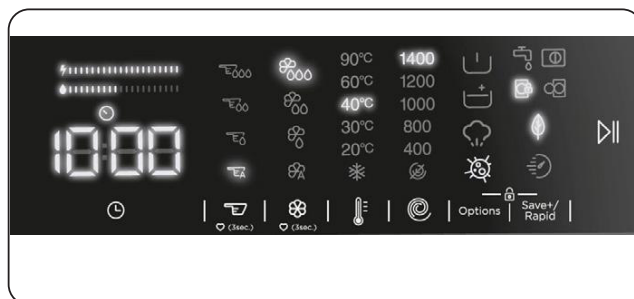 90°C 1400
60°C 1200
40°C 1000
10:00
30°C 800
A A 20°C 400
Options Save+/
Rapid
(3sec.) (3sec.)